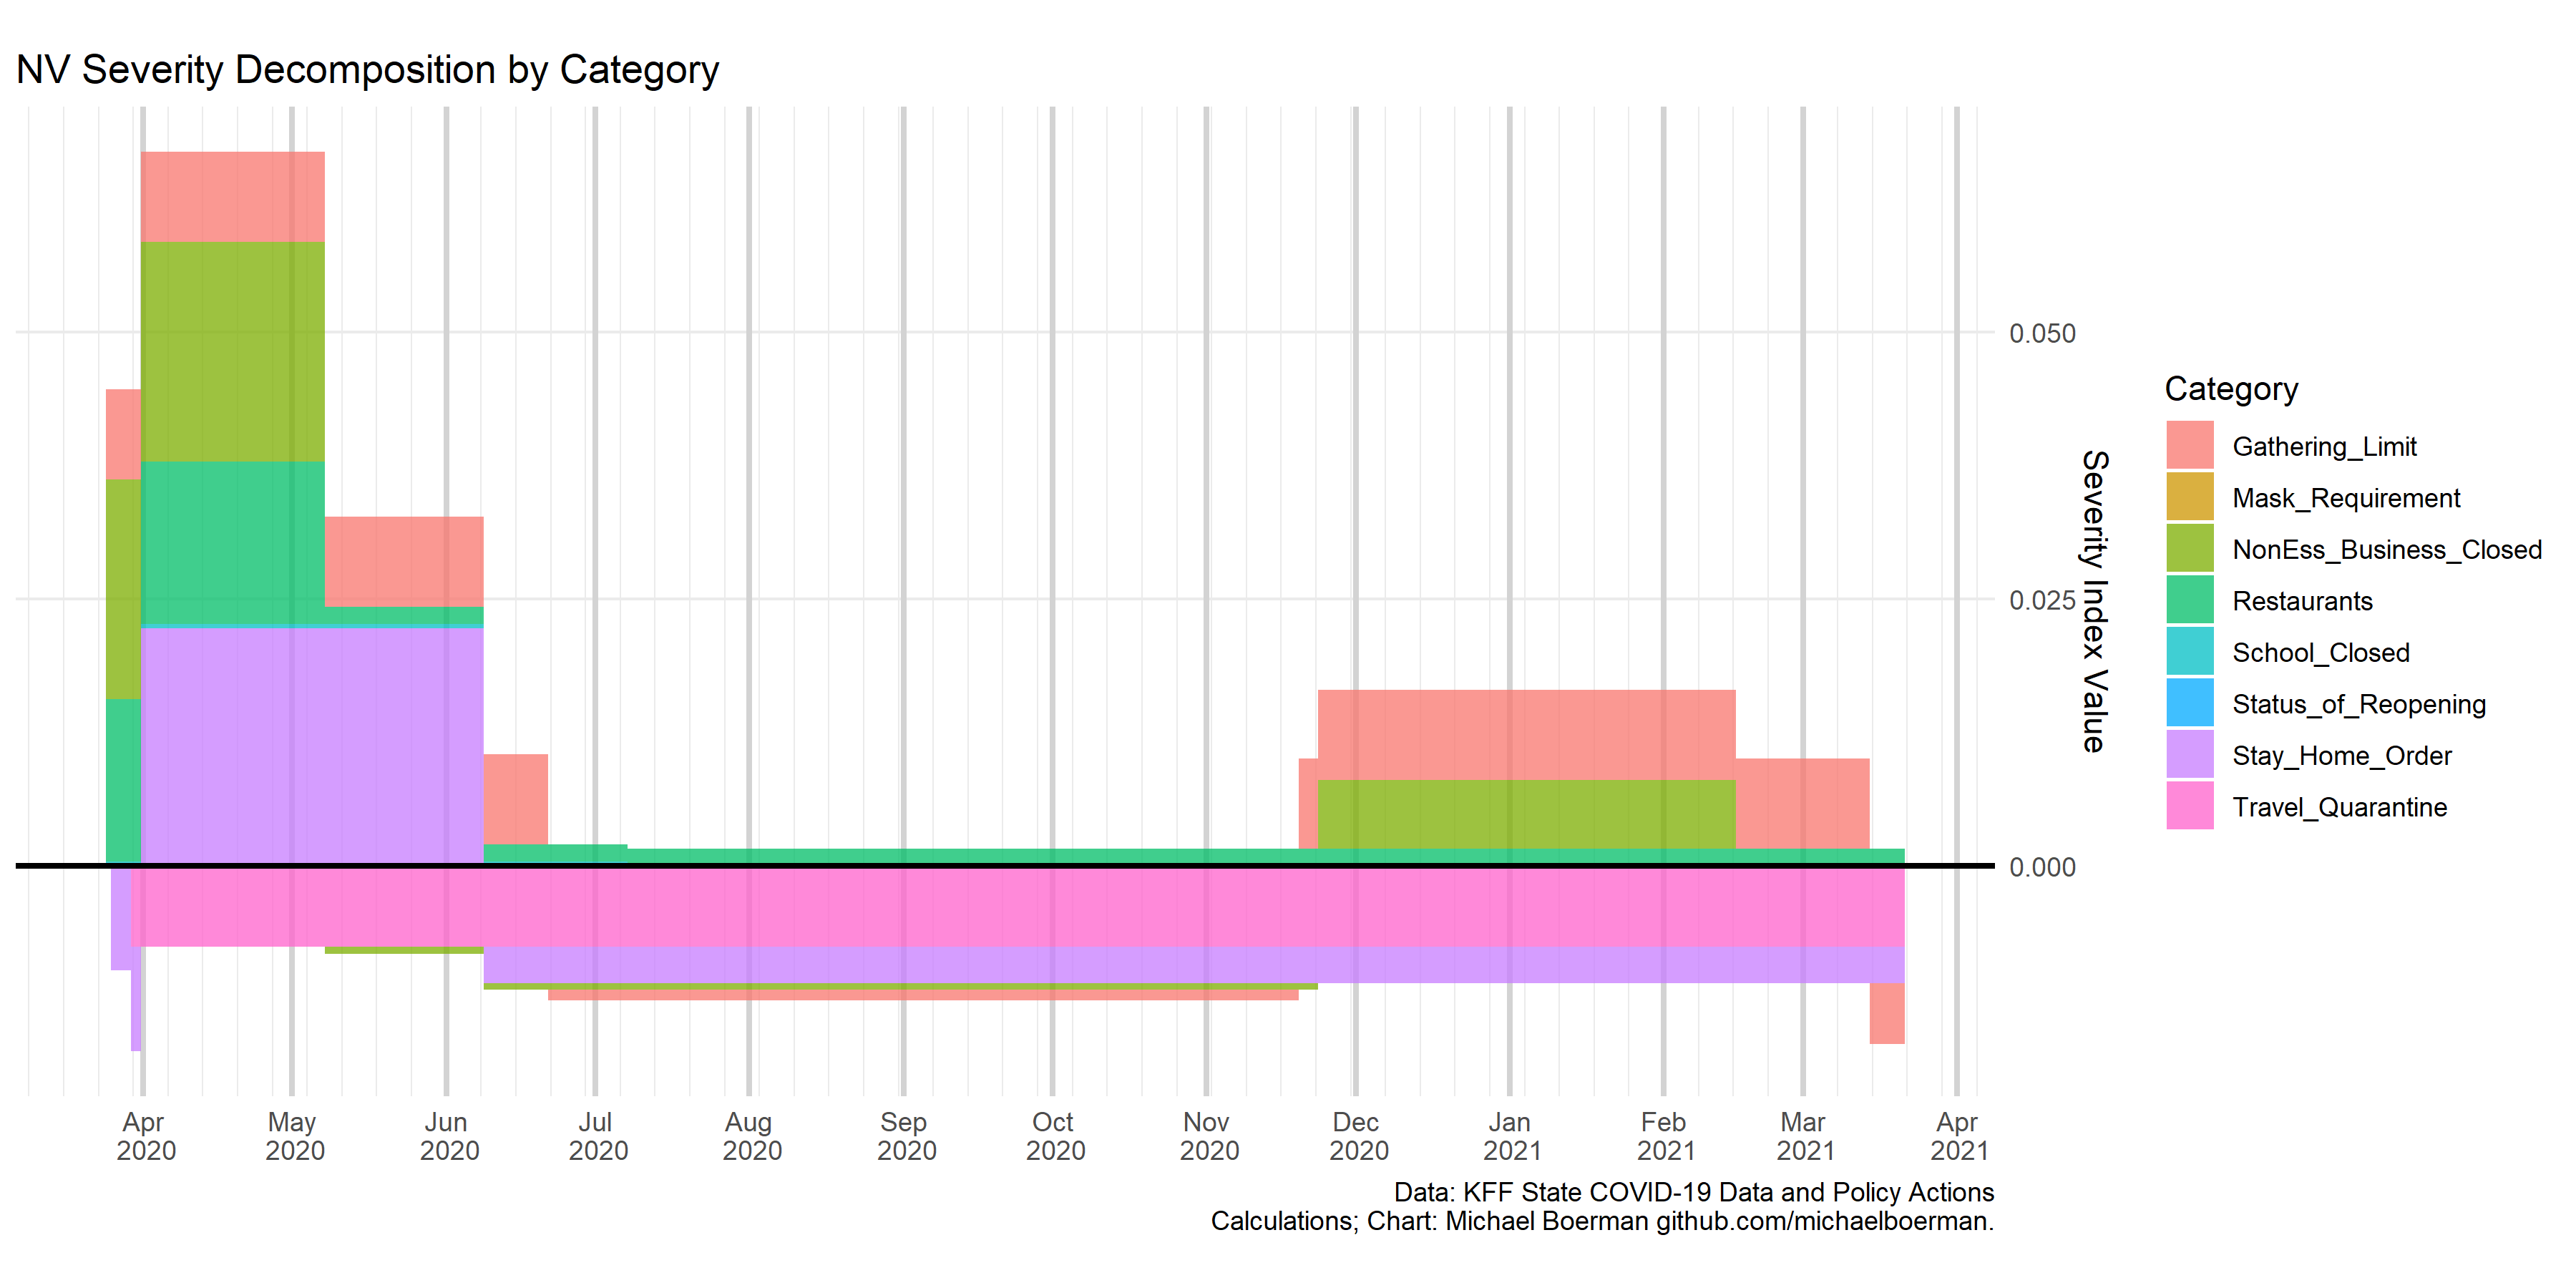 NV Severity Decomposition by Category
0.050
0.025
0.000
Severity Index Value
Category
Gathering_Limit
Mask_Requirement
NonEss_Business_Closed
Restaurants
School_Closed
Status_of_Reopening
Stay_Home_Order
Travel_Quarantine
Apr May Jun Jul Aug Sep Oct Nov Dec Jan Feb Mar Apr
2020 2020 2020 2020 2020 2020 2020 2020 2020 2021 2021 2021 2021
Data: KFF State COVID-19 Data and Policy Actions
Calculations; Chart: Michael Boerman github.com/michaelboerman.